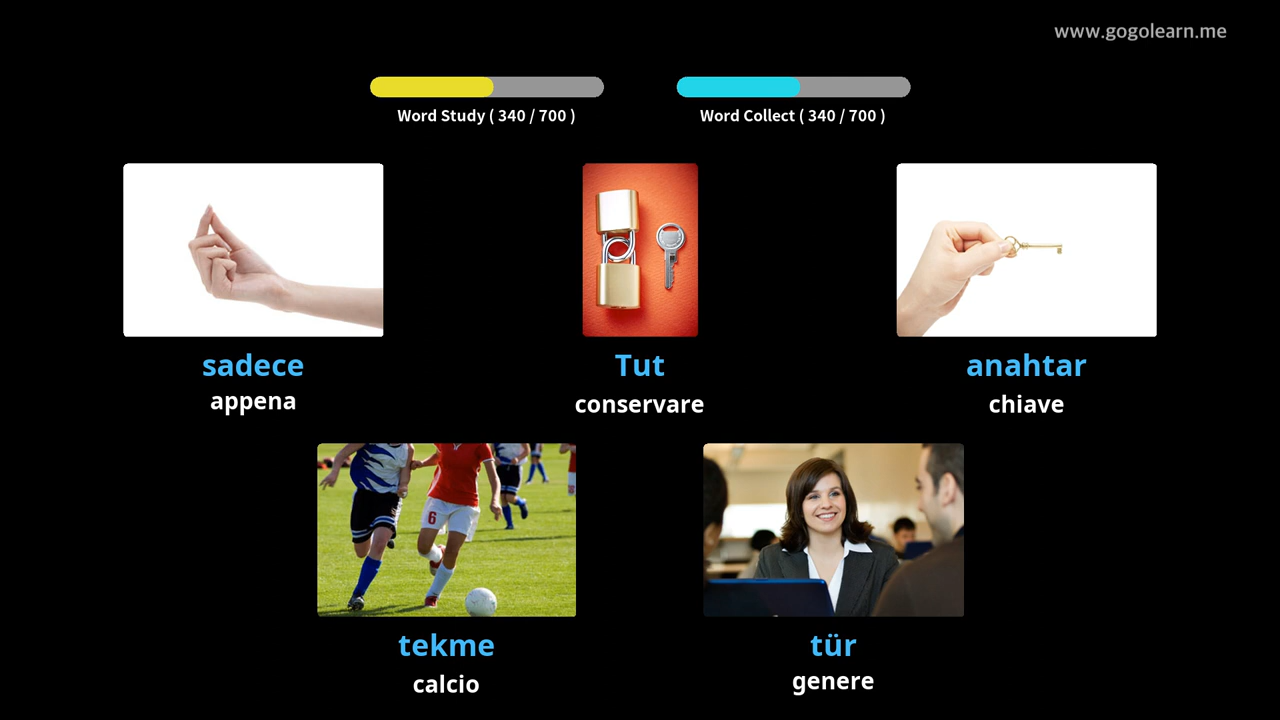 www.gogolearn.me
Word Study ( 340 / 700 )
Word Collect ( 340 / 700 )
sadece
appena
Tut
conservare
anahtar
chiave
6
tekme
calcio
tür
genere